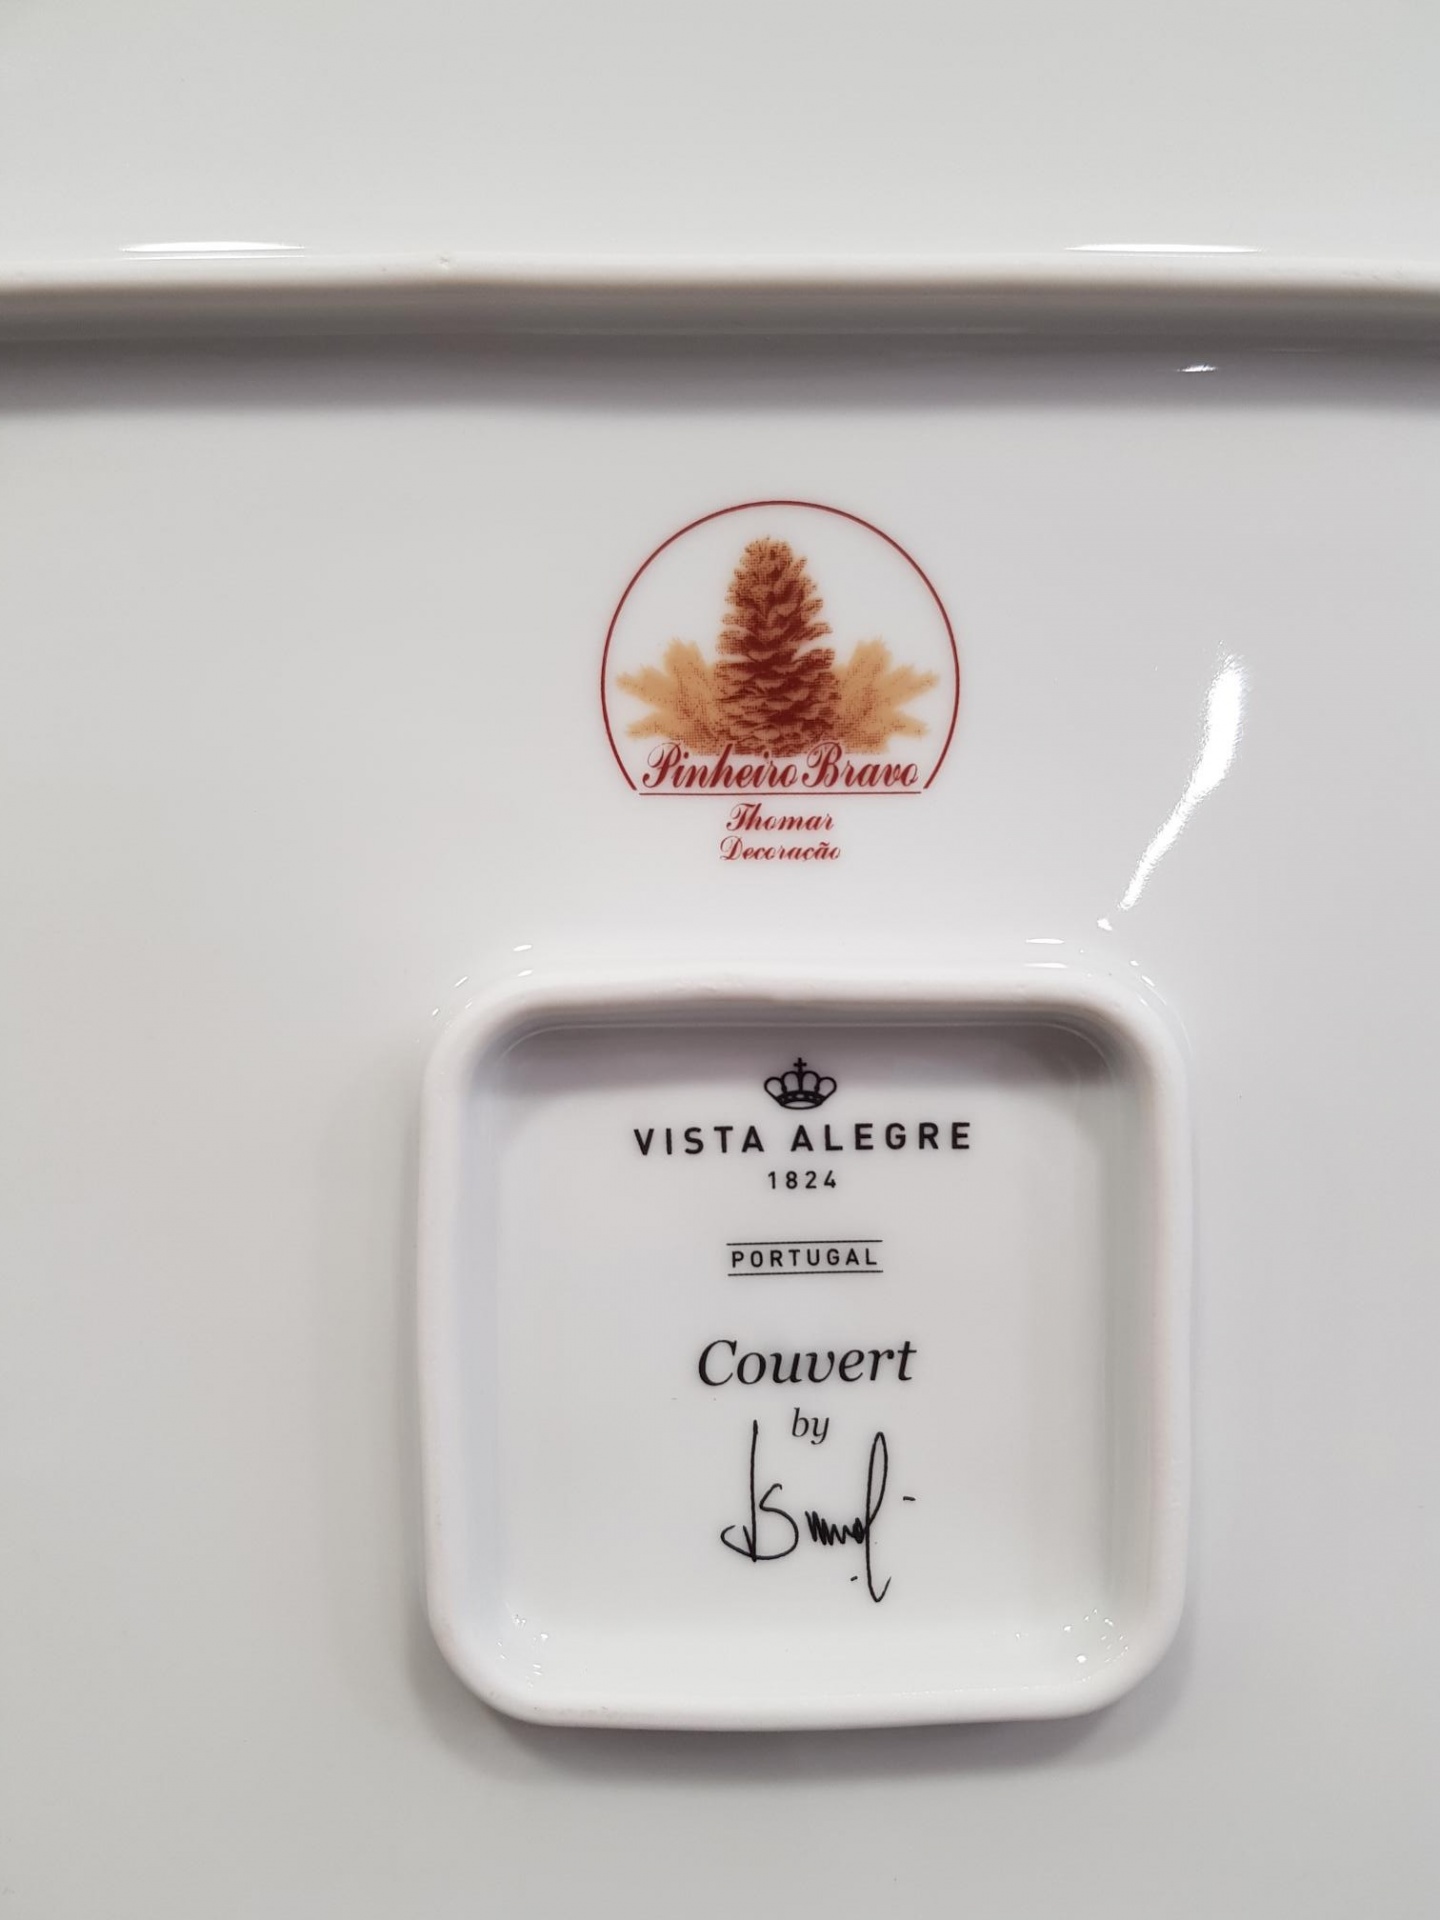 Pinheiro Bravo
Thomar
Decoração
VISTA ALEGRE
1824
PORTUGAL
Couvert
by